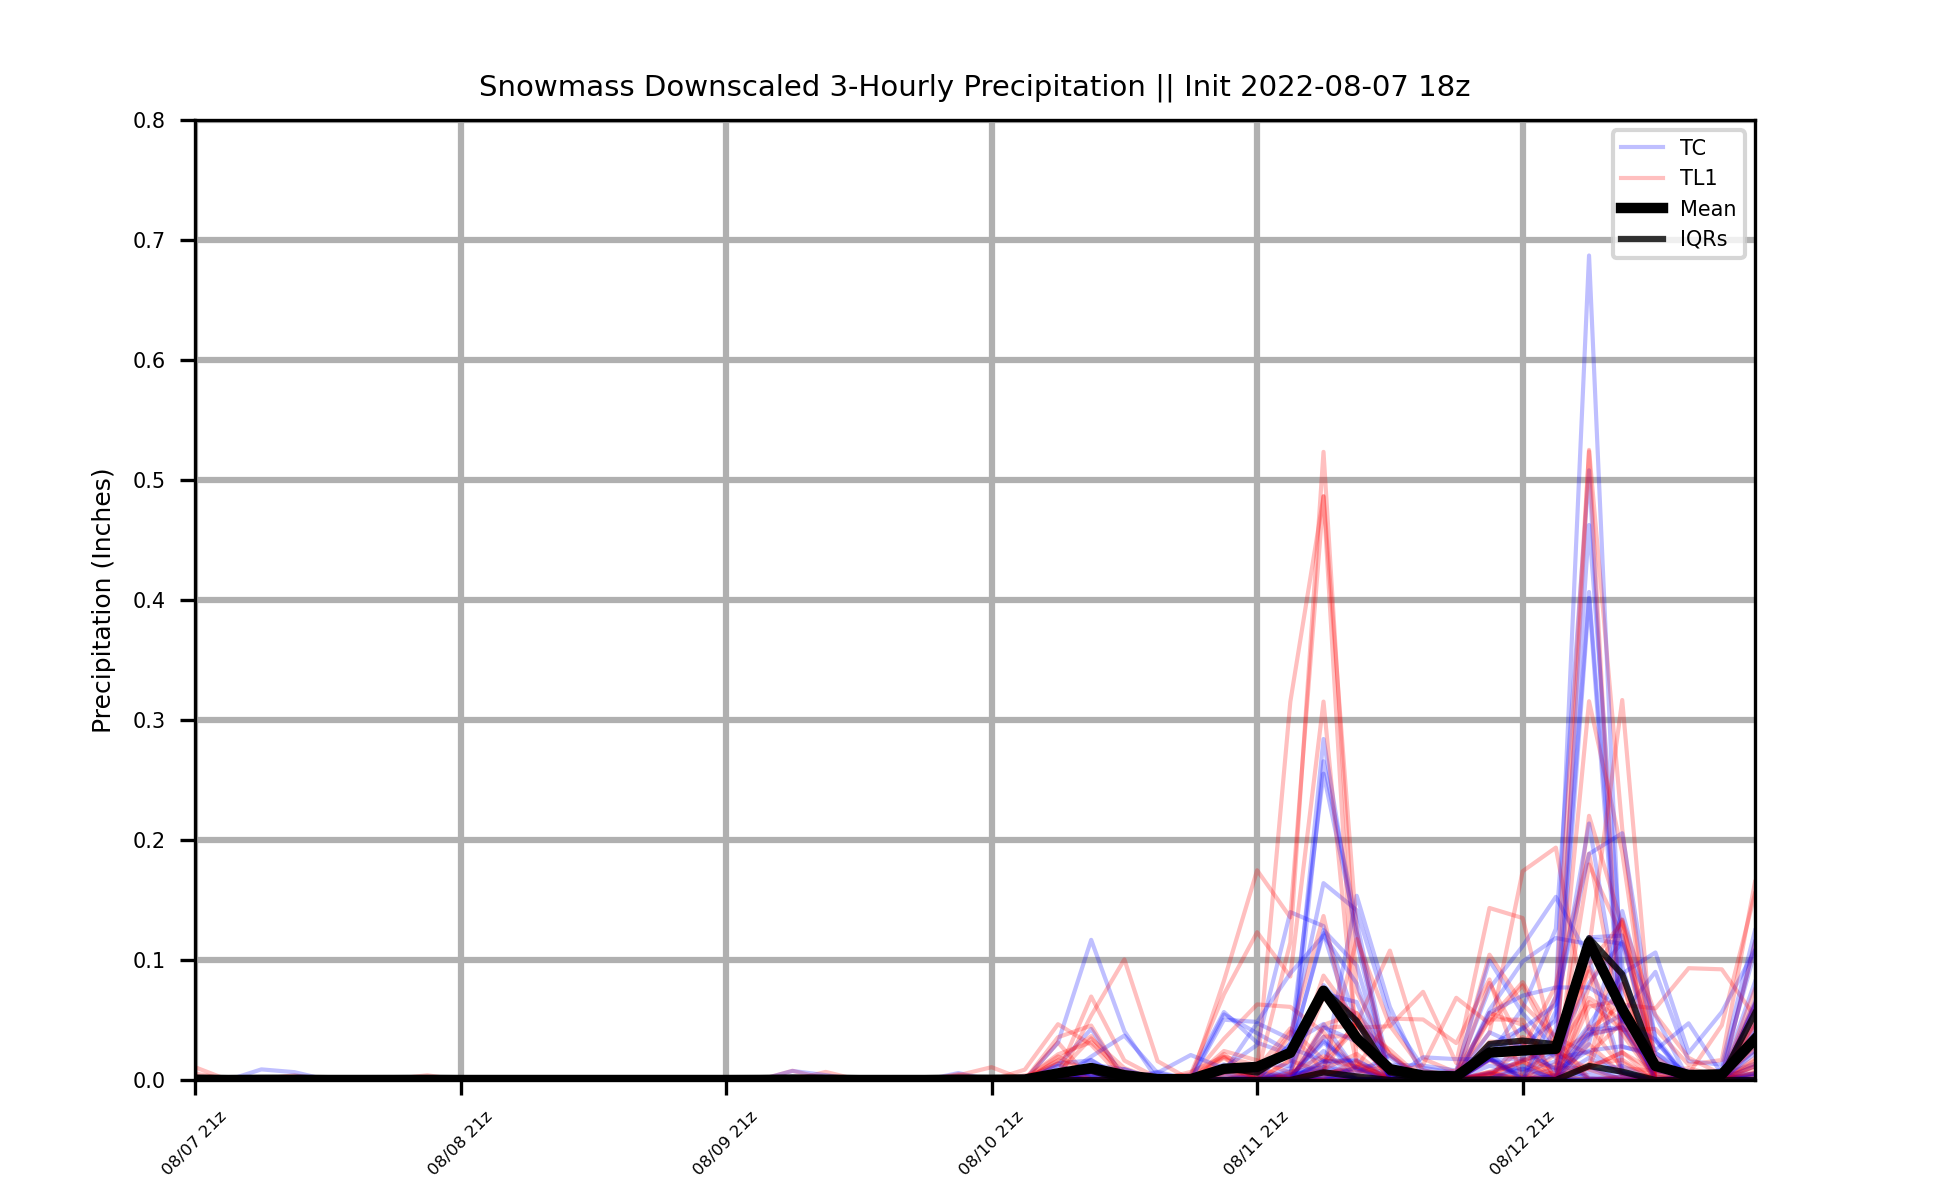 Snowmass Downscaled 3-Hourly Precipitation || Init 2022-08-07 18z
TC
TL1
Mean
IQRs
Precipitation (Inches)
0.8
0.7
0.6
0.5
0.4
0.3
0.2
0.1
0.0
08/07 21z
08/08 21z
08/09 21z
08/10 21z
08/11 21z
08/12 21z